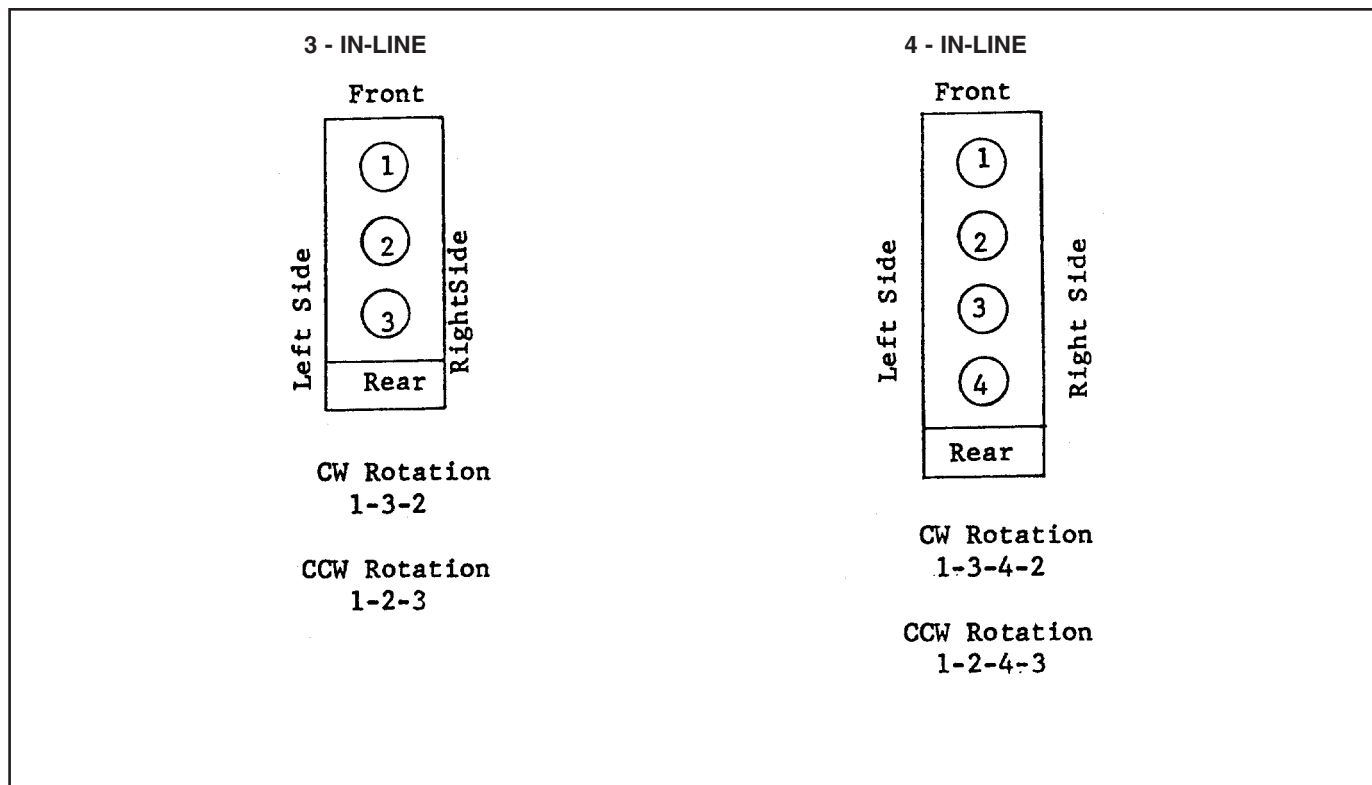 3 - IN-LINE
Front
1
2
3
Left Side
RightSide
Rear
CW Rotation
1-3-2
CCW Rotation
1-2-3
4 - IN-LINE
Front
1
2
3
4
Left Side
Right Side
Rear
CW Rotation
1-3-4-2
CCW Rotation
1-2-4-3